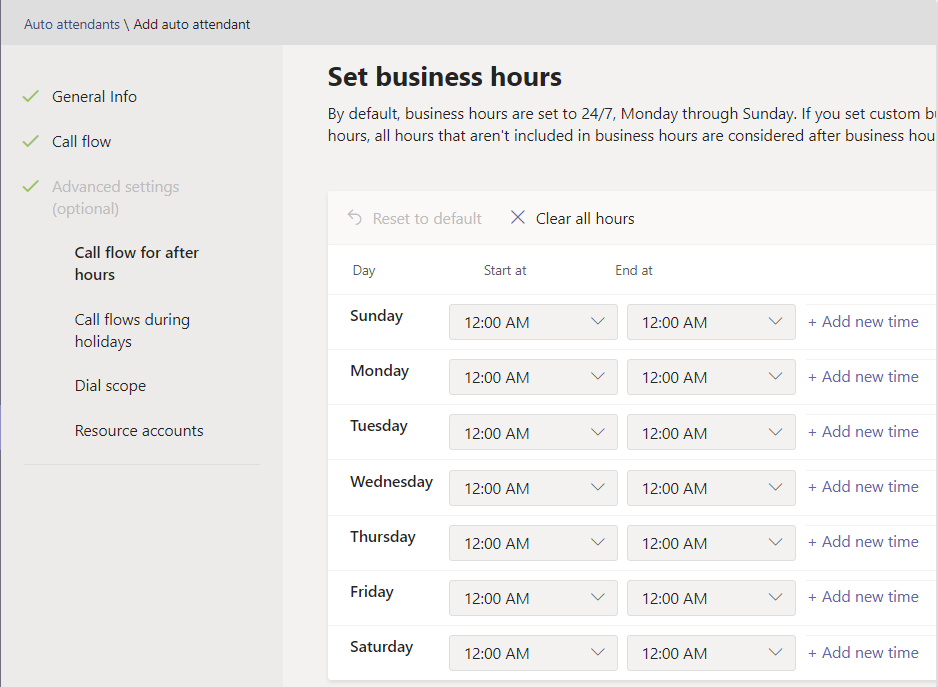 Auto attendants \ Add auto attendant
General Info
Call flow
Advanced settings
(optional)
Call flow for after
hours
Call flows during
holidays
Dial scope
Resource accounts
Set business hours
By default, business hours are set to 24/7, Monday through Sunday. If you set custom
hours, all hours that aren't included in business hours are considered after business
Reset to default Clear all hours
Day Start at End at
Sunday 12:00 AM 12:00 AM + Add new time
Monday 12:00 AM 12:00 AM + Add new time
Tuesday 12:00 AM 12:00 AM + Add new time
Wednesday 12:00 AM 12:00 AM + Add new time
Thursday 12:00 AM 12:00 AM + Add new time
Friday 12:00 AM 12:00 AM + Add new time
Saturday 12:00 AM 12:00 AM + Add new time